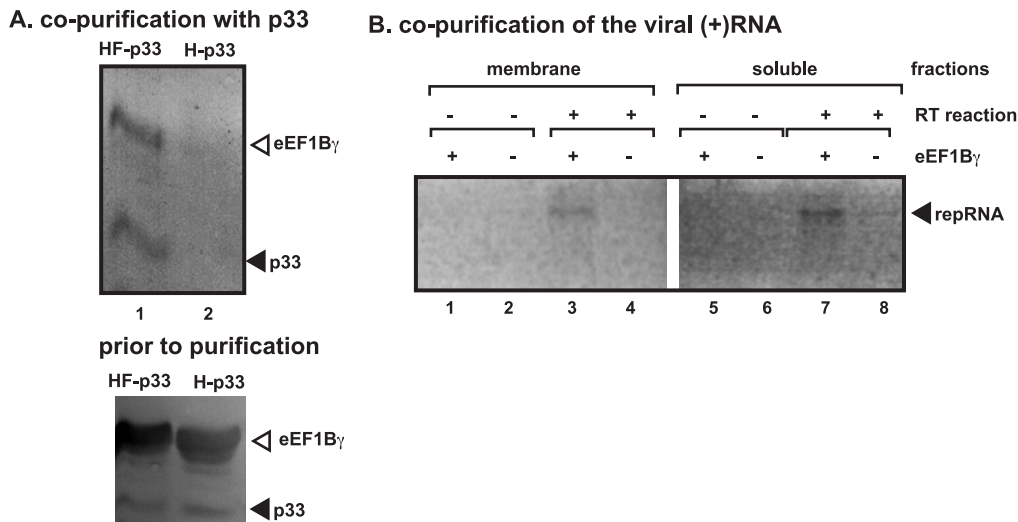 A. co-purification with p33
HF-p33 H-p33
eEF1Bγ
p33
1 2
prior to purification
HF-p33 H-p33
eEF1Bγ
p33
B. co-purification of the viral (+)RNA
membrane soluble fractions
- - + + - - + + RT reaction
+ - + - + - + - eEF1Bγ
repRNA
1 2 3 4 5 6 7 8